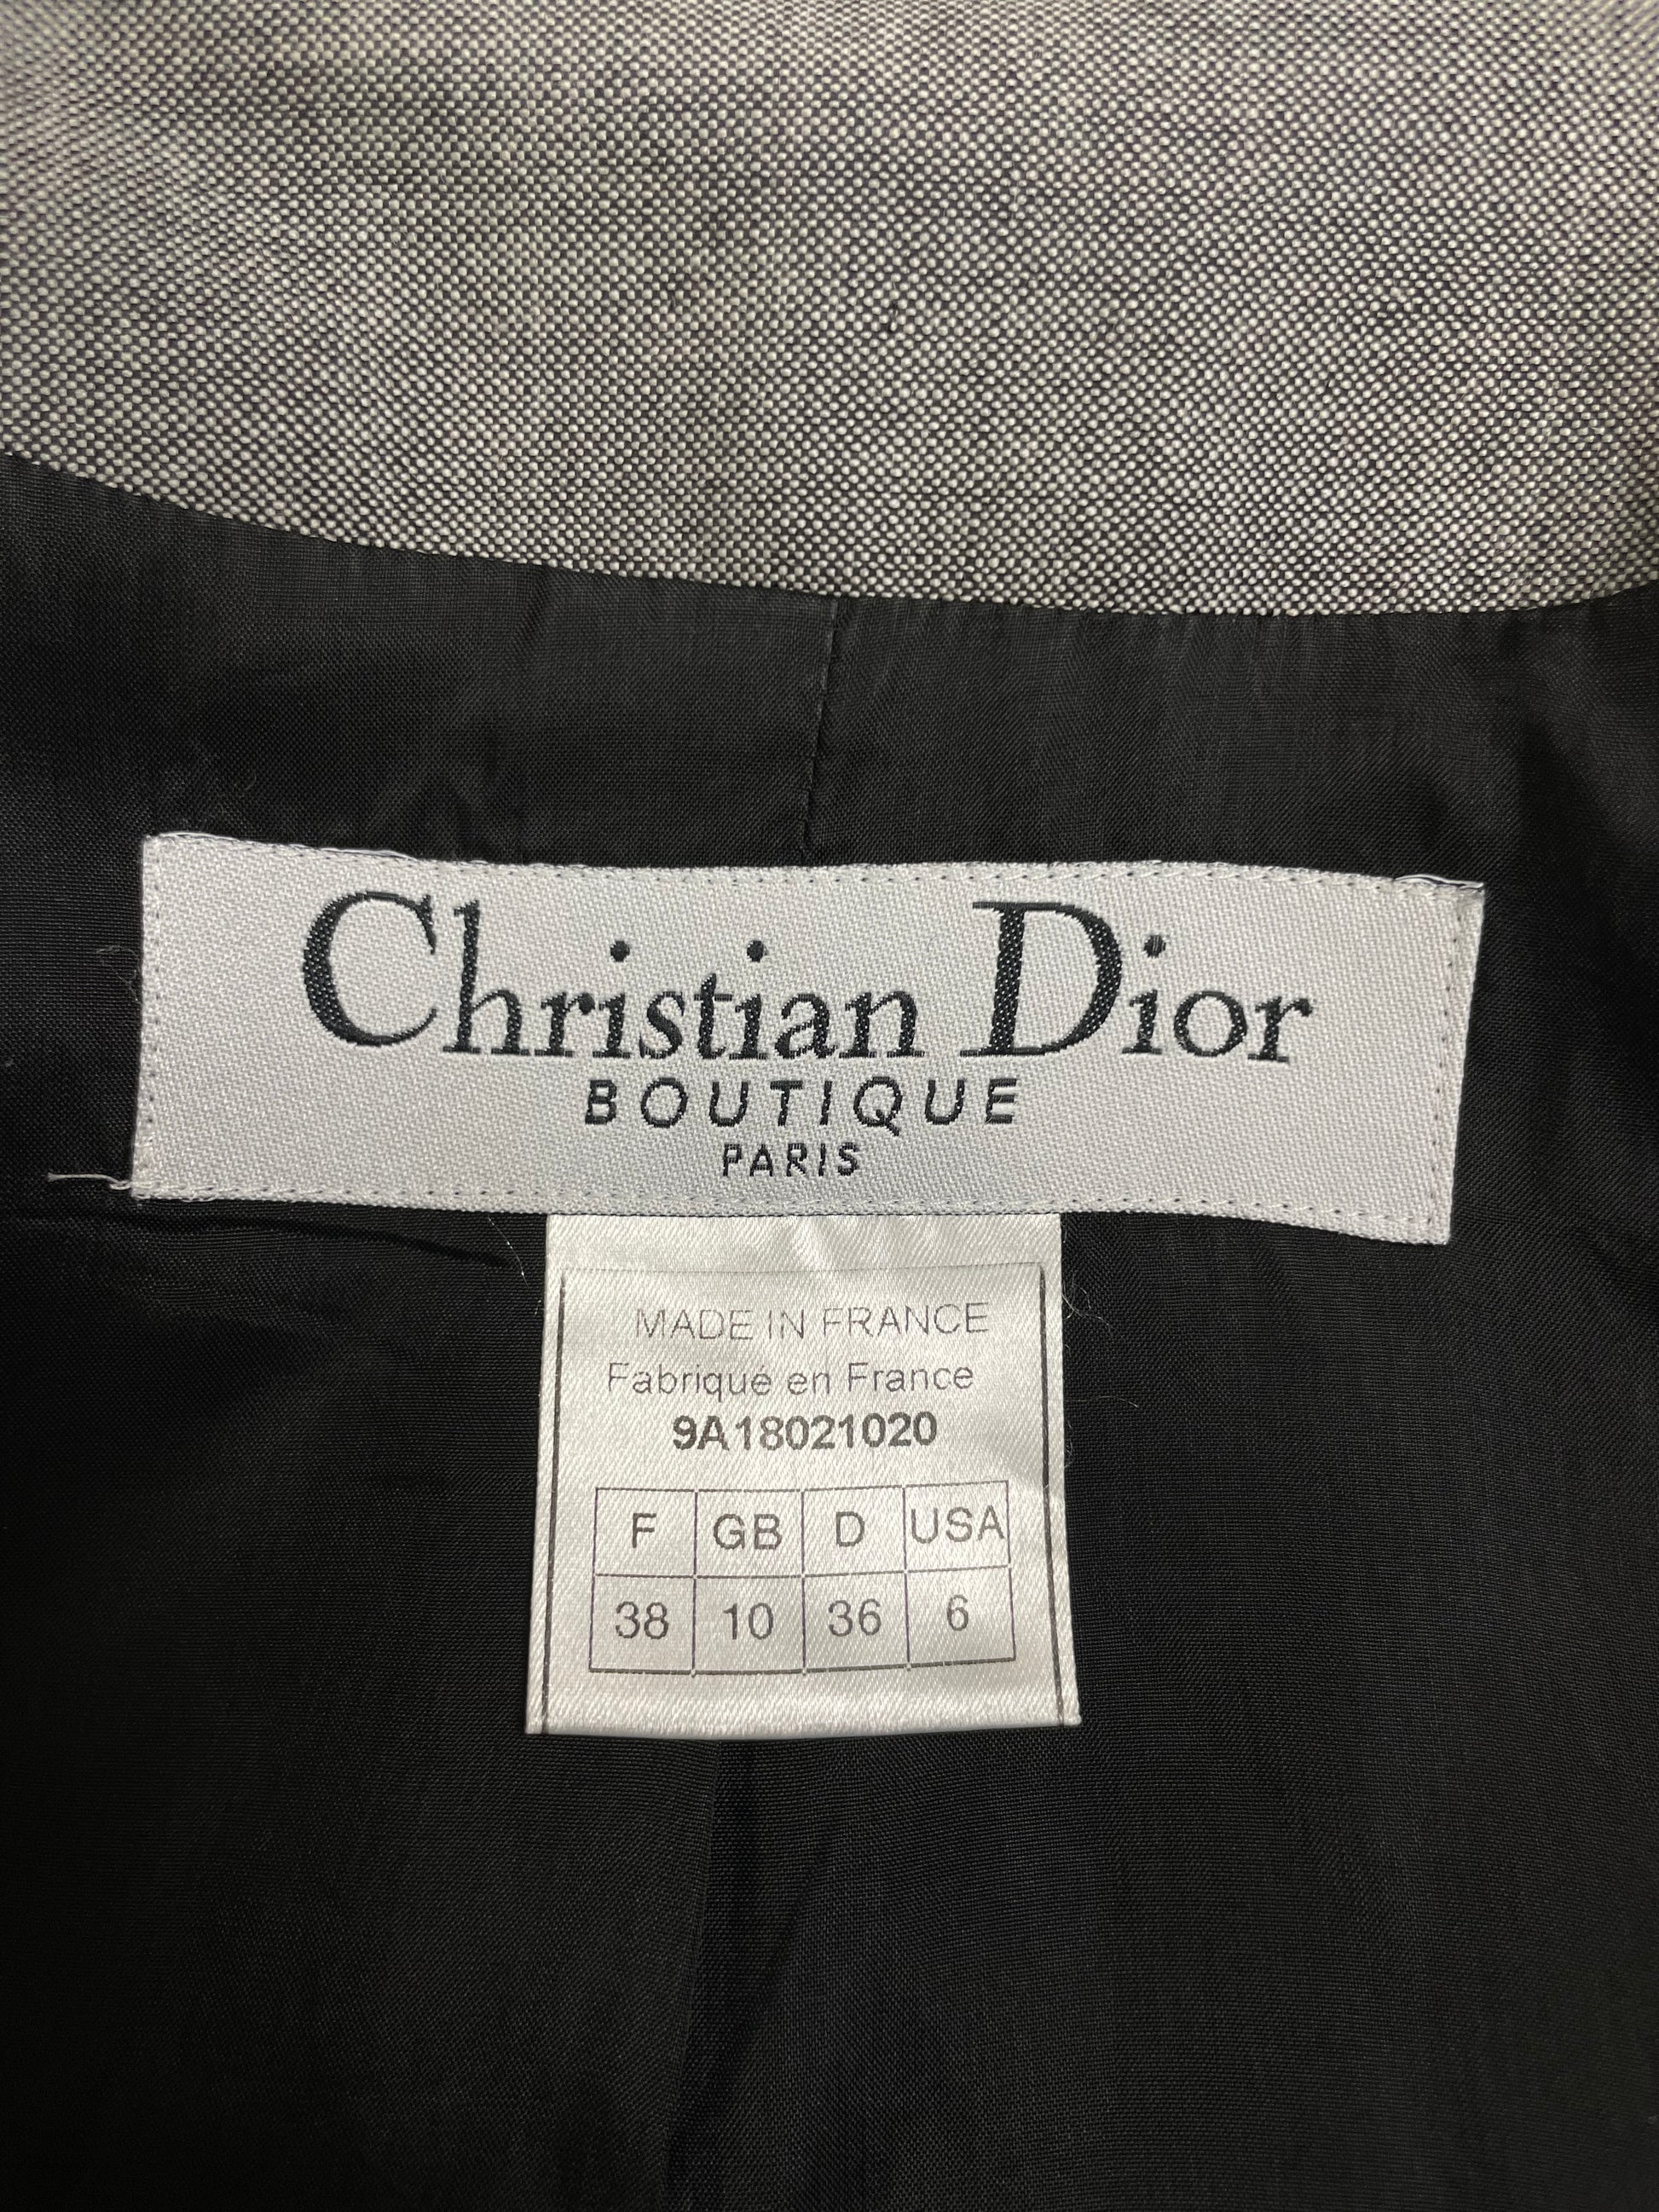 Christian Dior
BOUTIQUE
PARIS
MADE IN FRANCE
Fabriqué en France
9A18021020
F GB D USA
38 10 36 6